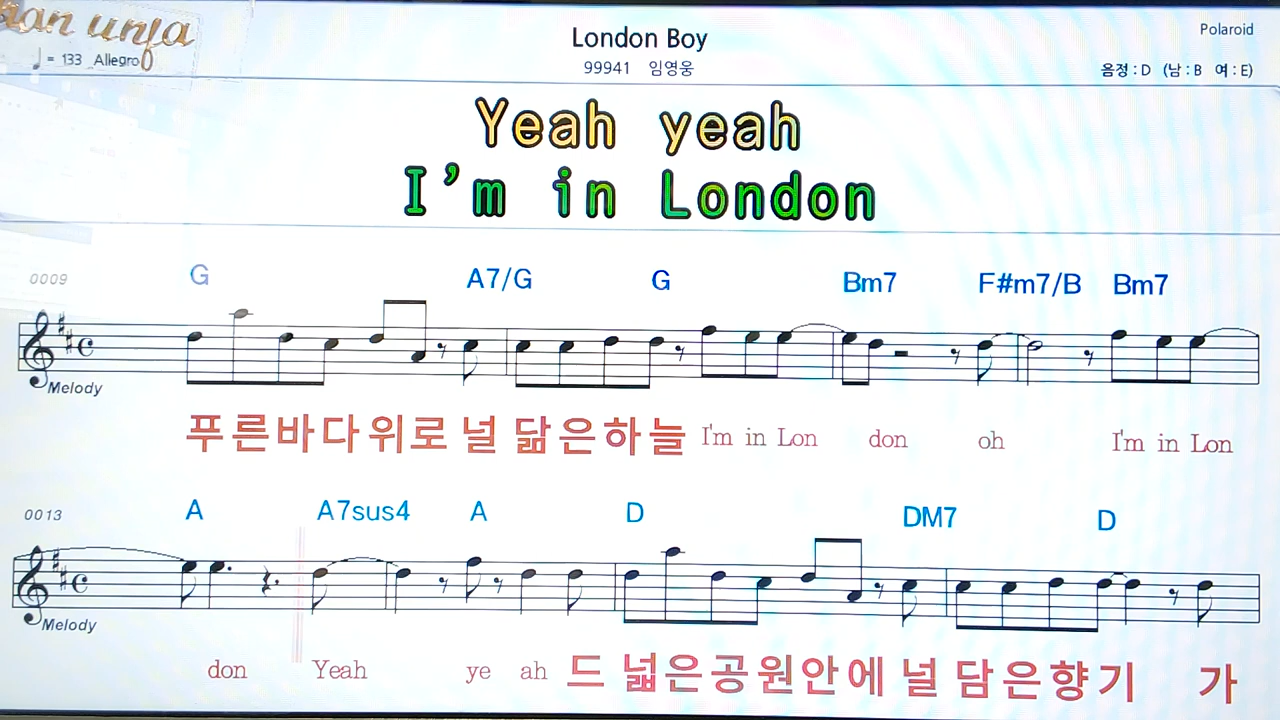 ♩ = 133 Allegro
London Boy
99941 임영웅
Polaroid
음정 : D (남 : B 여 : E)
Yeah yeah
I'm in London
0009 G A7/G G Bm7 F#m7/B Bm7
Melody
푸른바다위로 널 닮은하늘 I'm in Lon don oh I'm in Lon
0013 A A7sus4 A D DM7 D
Melody
don Yeah ye ah 드 넓은공원안에 널 담은향기 가